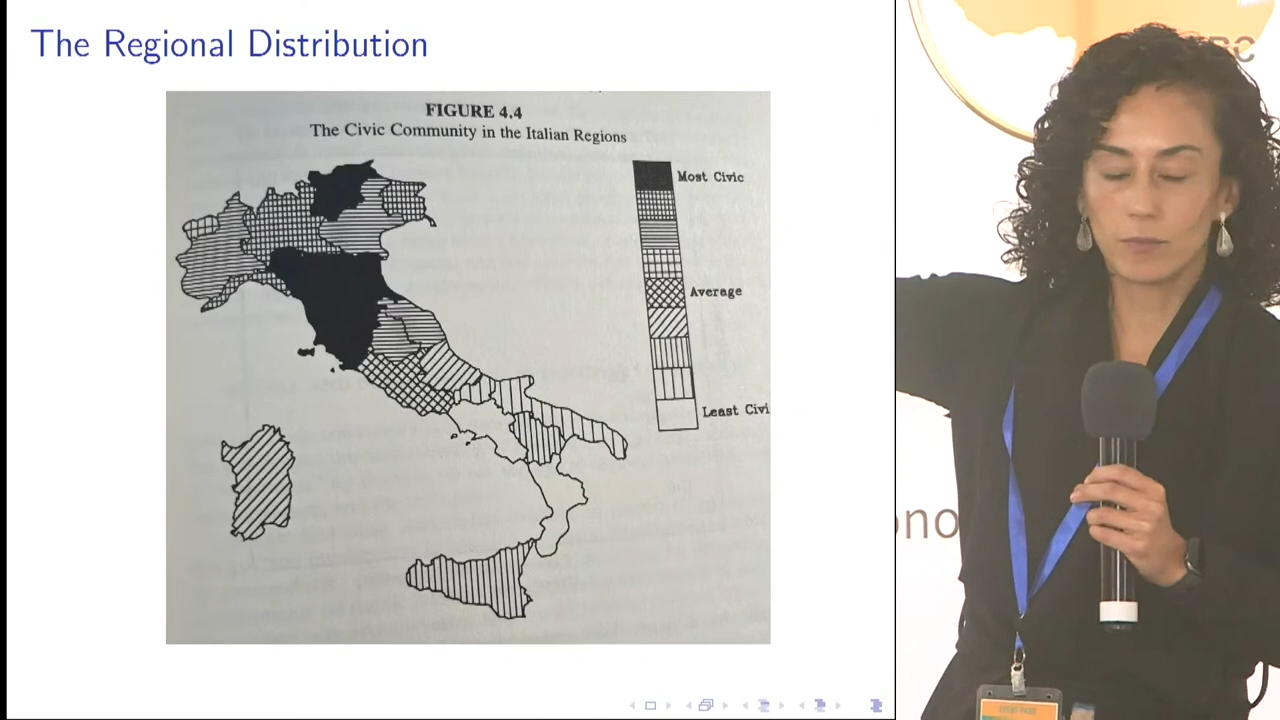 The Regional Distribution
FIGURE 4.4
The Civic Community in the Italian Regions
Most Civic
Average
Least Civi
RC
ono